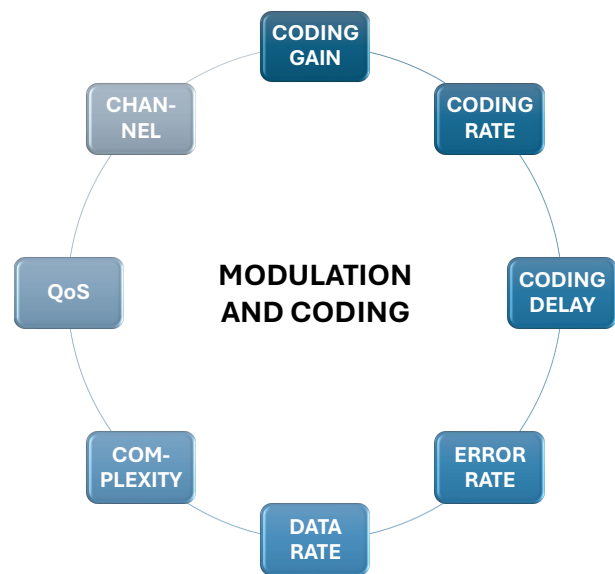 CODING
GAIN
CODING
RATE
CODING
DELAY
ERROR
RATE
DATA
RATE
COM-
PLEXITY
QoS
CHAN-
NEL
MODULATION
AND CODING